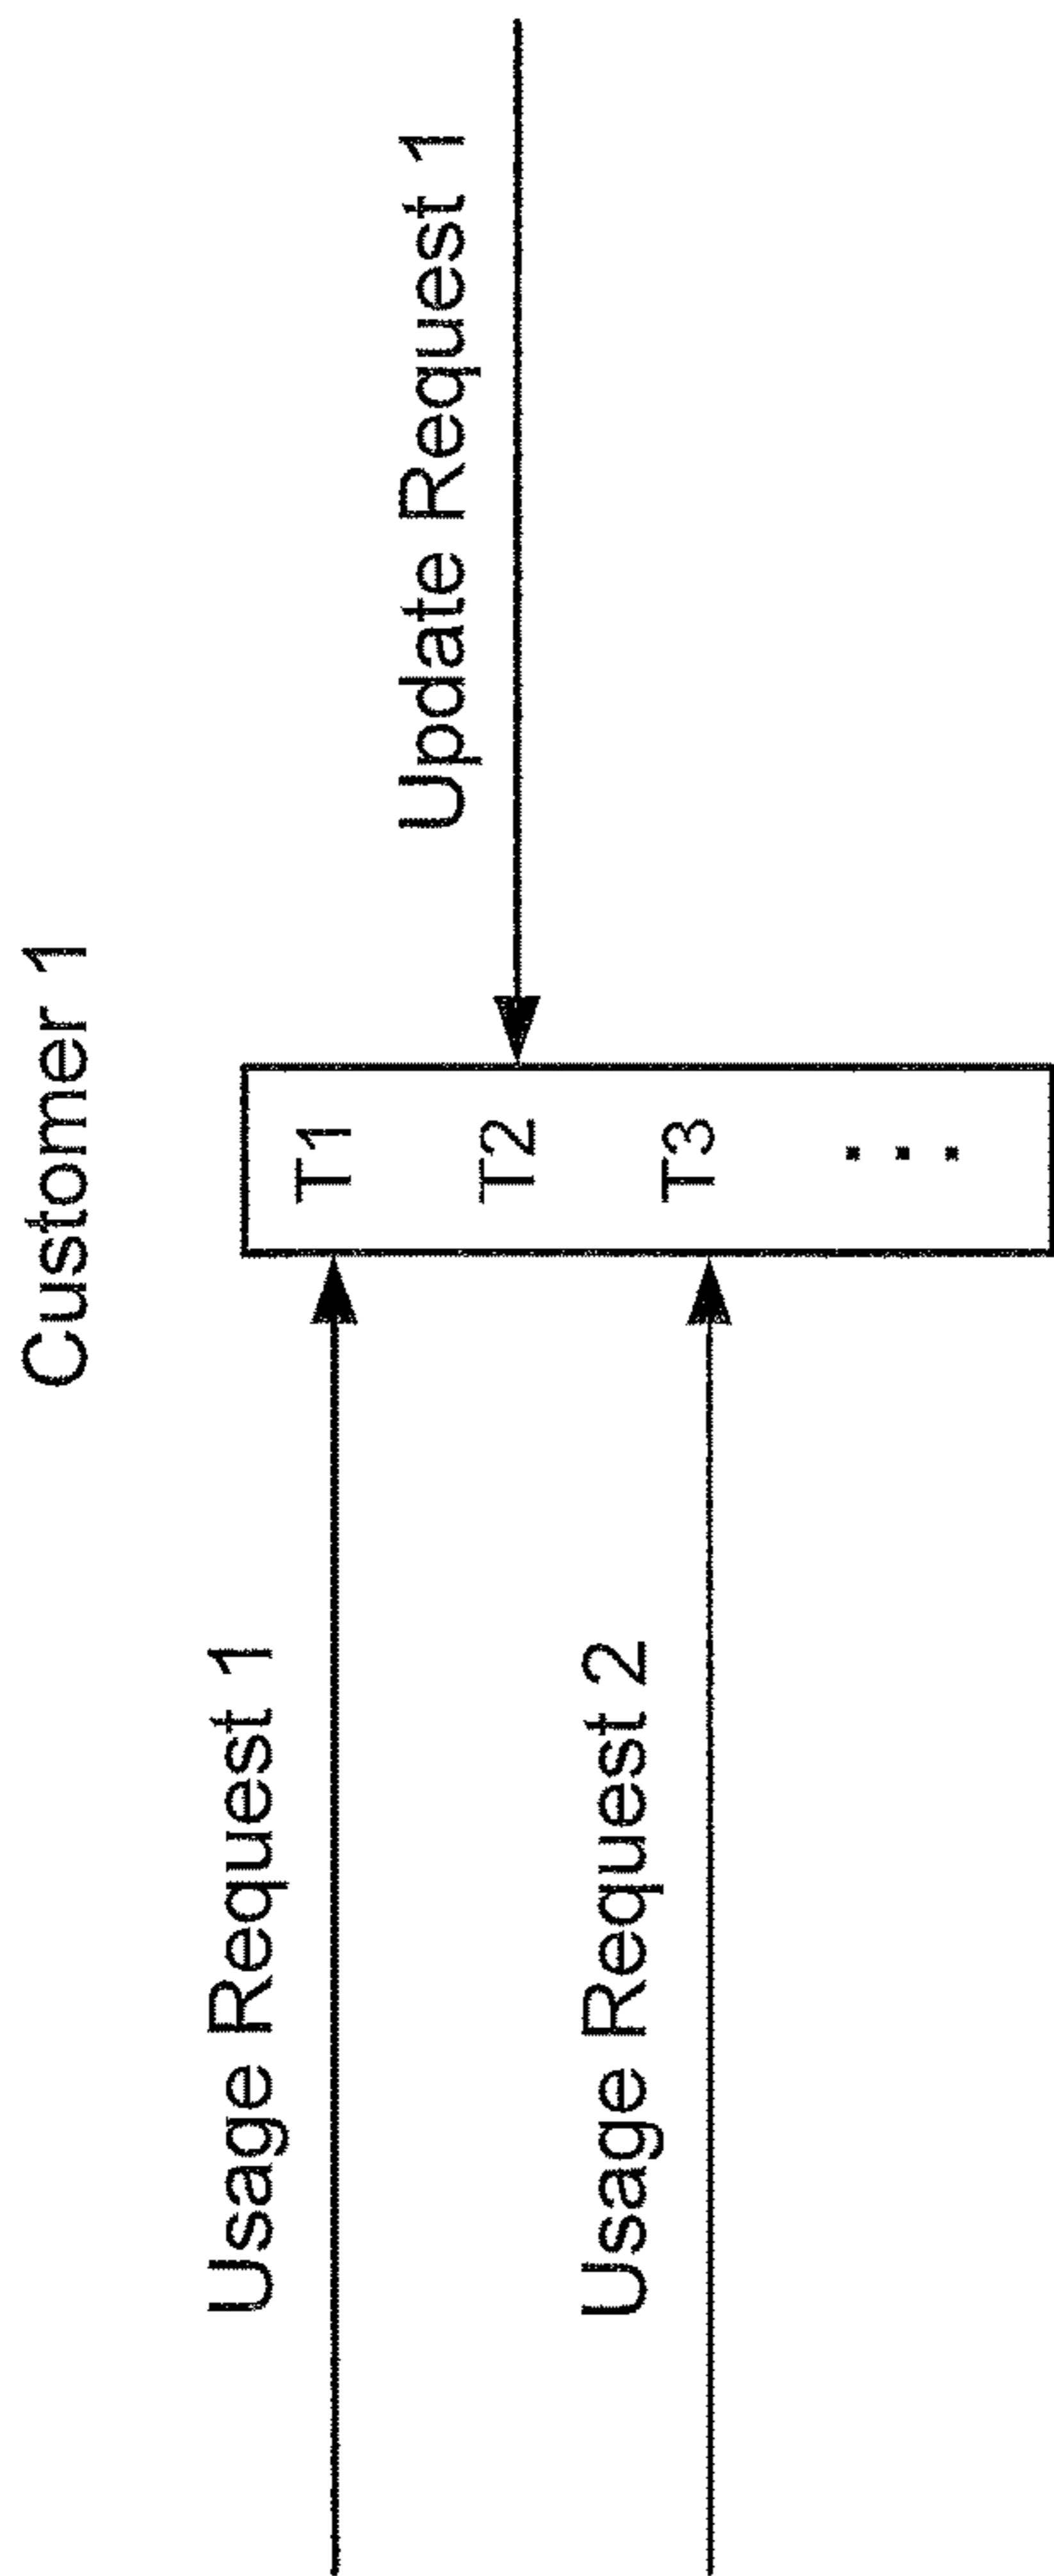 Customer 1
Usage Request 1
T1
Update Request 1
T2
Usage Request 2
T3
. . .